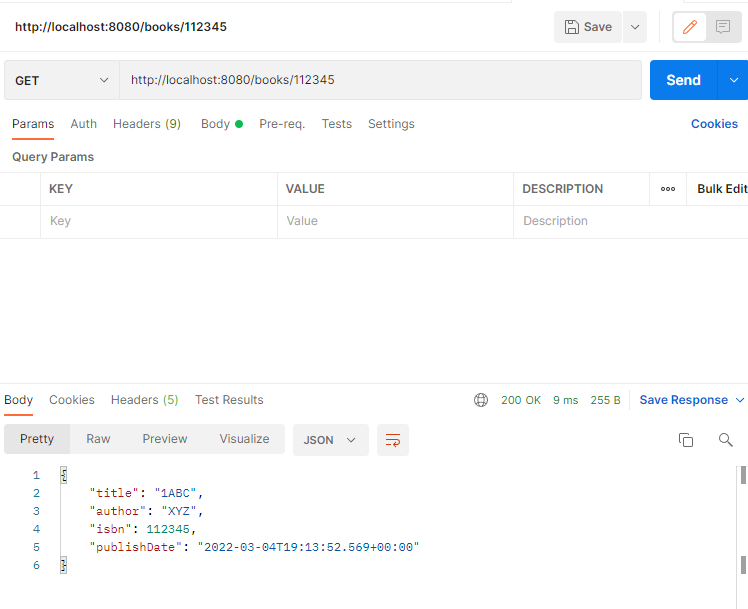 http://localhost:8080/books/112345 Save
GET http://localhost:8080/books/112345 Send
Params Auth Headers (9) Body Pre-req. Tests Settings Cookies
Query Params
KEY VALUE DESCRIPTION ooo Bulk Edit
Key Value Description
Body Cookies Headers (5) Test Results 200 OK 9 ms 255 B Save Response
Pretty Raw Preview Visualize JSON
1 {
2 "title": "1ABC",
3 "author": "XYZ",
4 "isbn": 112345,
5 "publishDate": "2022-03-04T19:13:52.569+00:00"
6 }